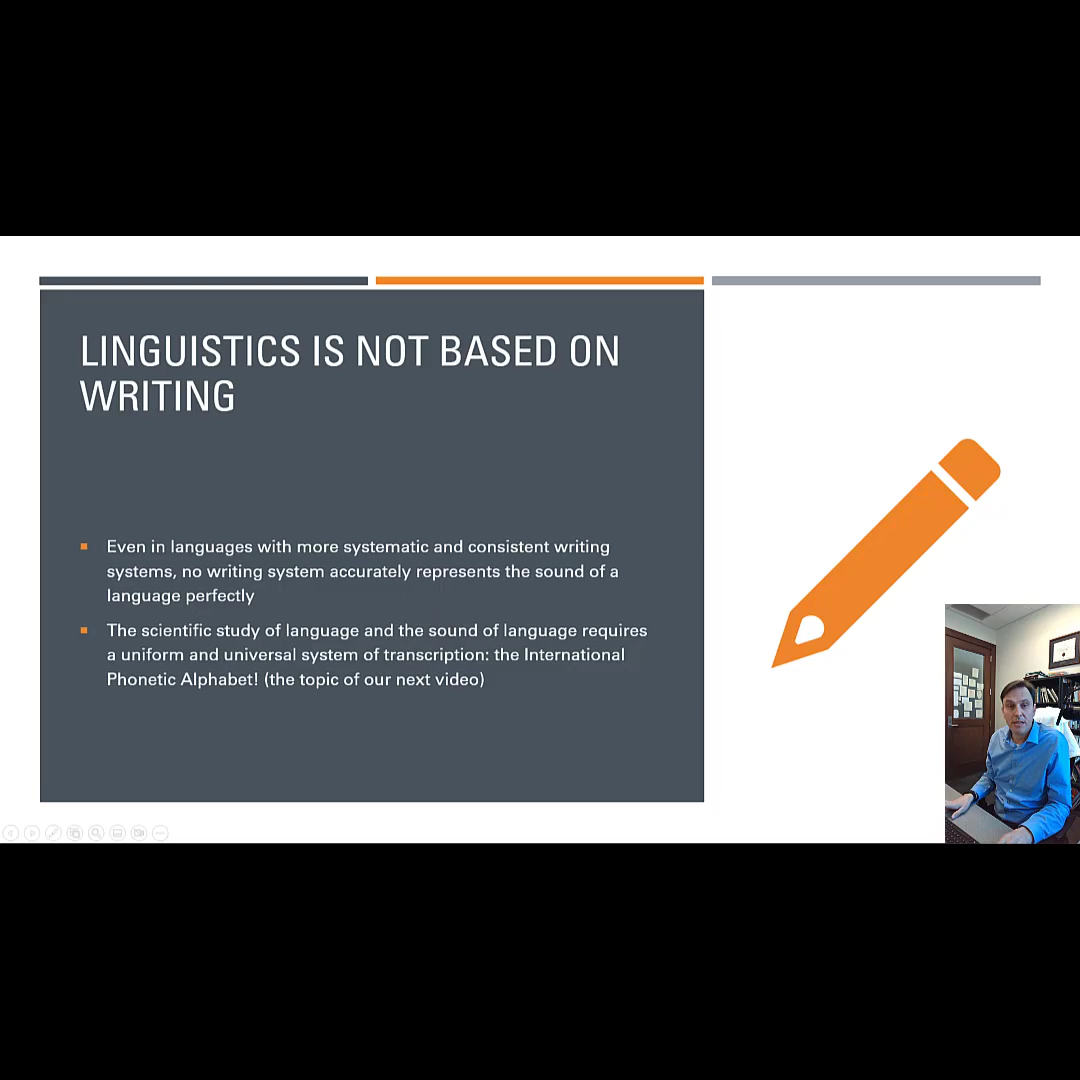 LINGUISTICS IS NOT BASED ON
WRITING
Even in languages with more systematic and consistent writing
systems, no writing system accurately represents the sound of a
language perfectly
The scientific study of language and the sound of language requires
a uniform and universal system of transcription: the International
Phonetic Alphabet! (the topic of our next video)